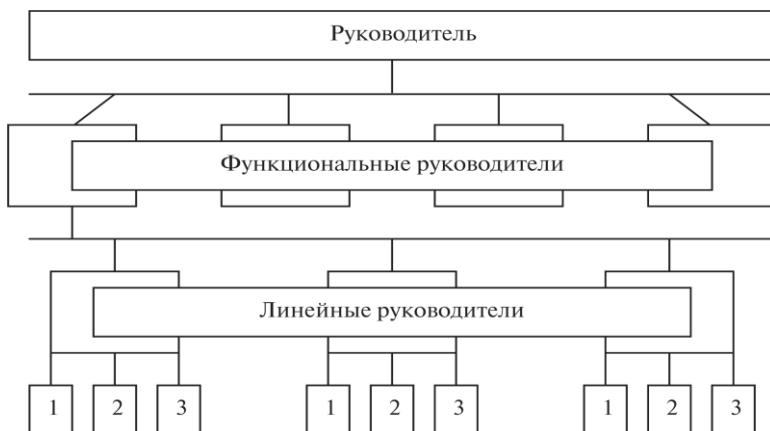 Руководитель
Функциональные руководители
Линейные руководители
1 2 3 1 2 3 1 2 3